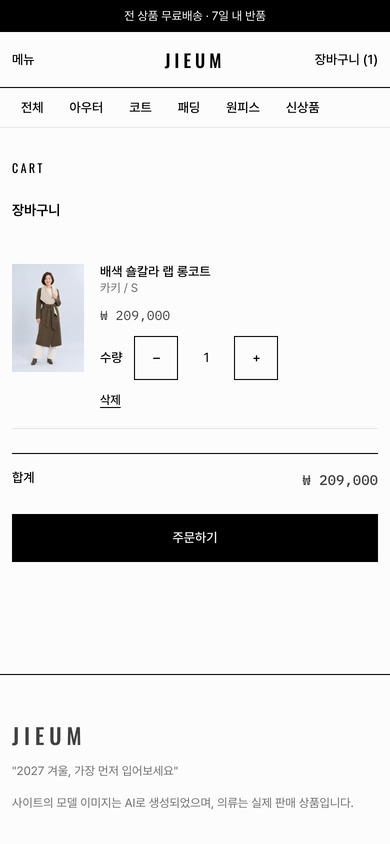 전 상품 무료배송 · 7일 내 반품
메뉴
JIEUM
장바구니 (1)
전체 아우터 코트 패딩 원피스 신상품
CART
장바구니
배색 숄칼라 랩 롱코트
카키 / S
₩ 209,000
수량 − 1 +
삭제
합계 ₩ 209,000
주문하기
JIEUM
"2027 겨울, 가장 먼저 입어보세요"
사이트의 모델 이미지는 AI로 생성되었으며, 의류는 실제 판매 상품입니다.